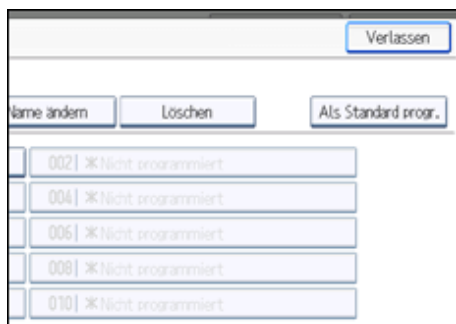 Verlassen
Name ändern Löschen Als Standard progr.
002 ✱Nicht programmiert
004 ✱Nicht programmiert
006 ✱Nicht programmiert
008 ✱Nicht programmiert
010 ✱Nicht programmiert